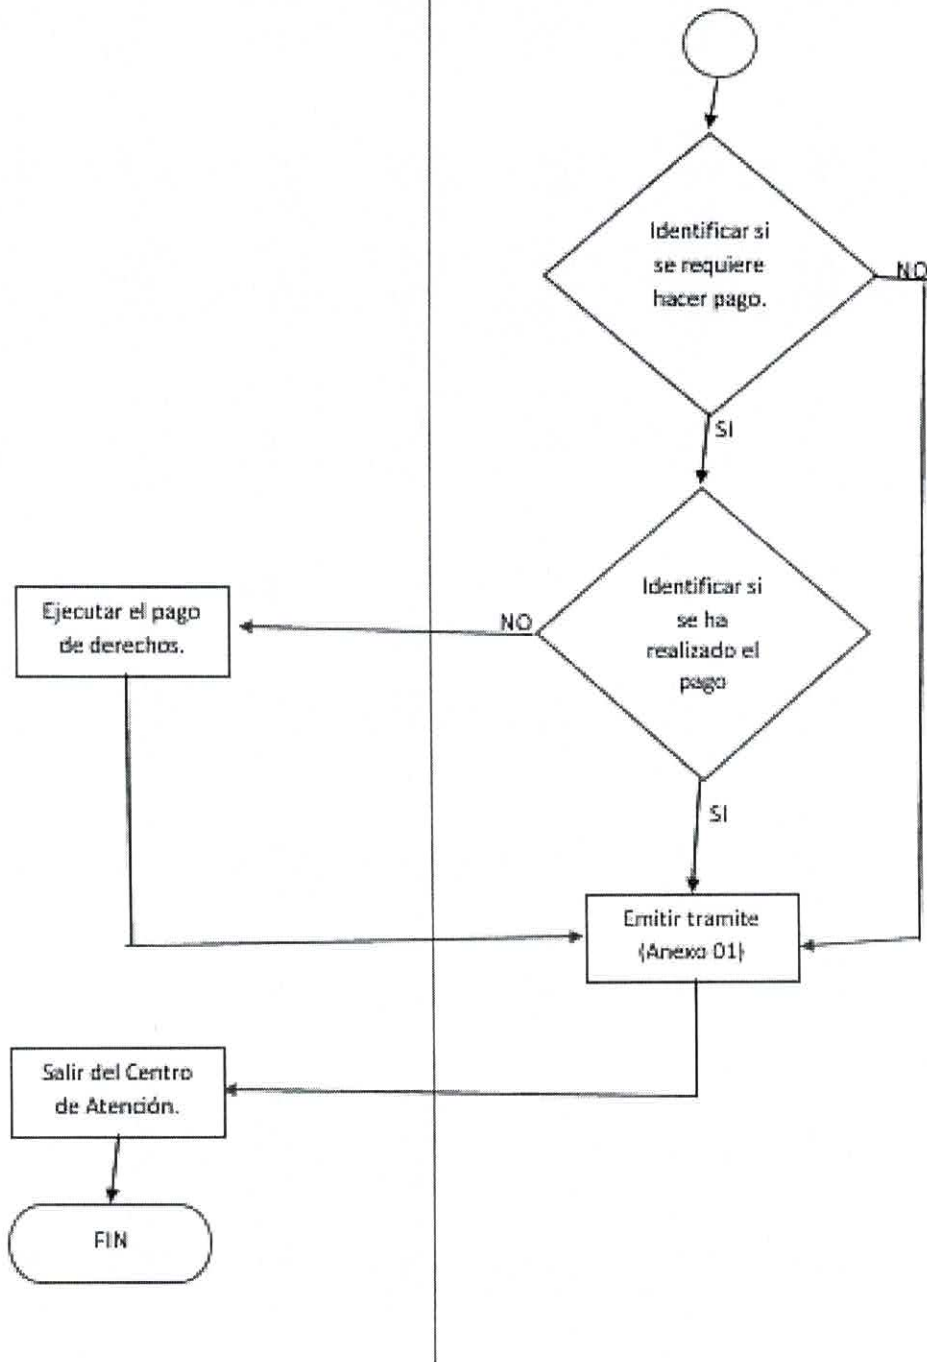 Identificar si
se requiere
hacer pago.
NO
SI
Identificar si
se ha
realizado el
pago
NO
Ejecutar el pago
de derechos.
SI
Emitir tramite
(Anexo 01)
Salir del Centro
de Atención.
FIN